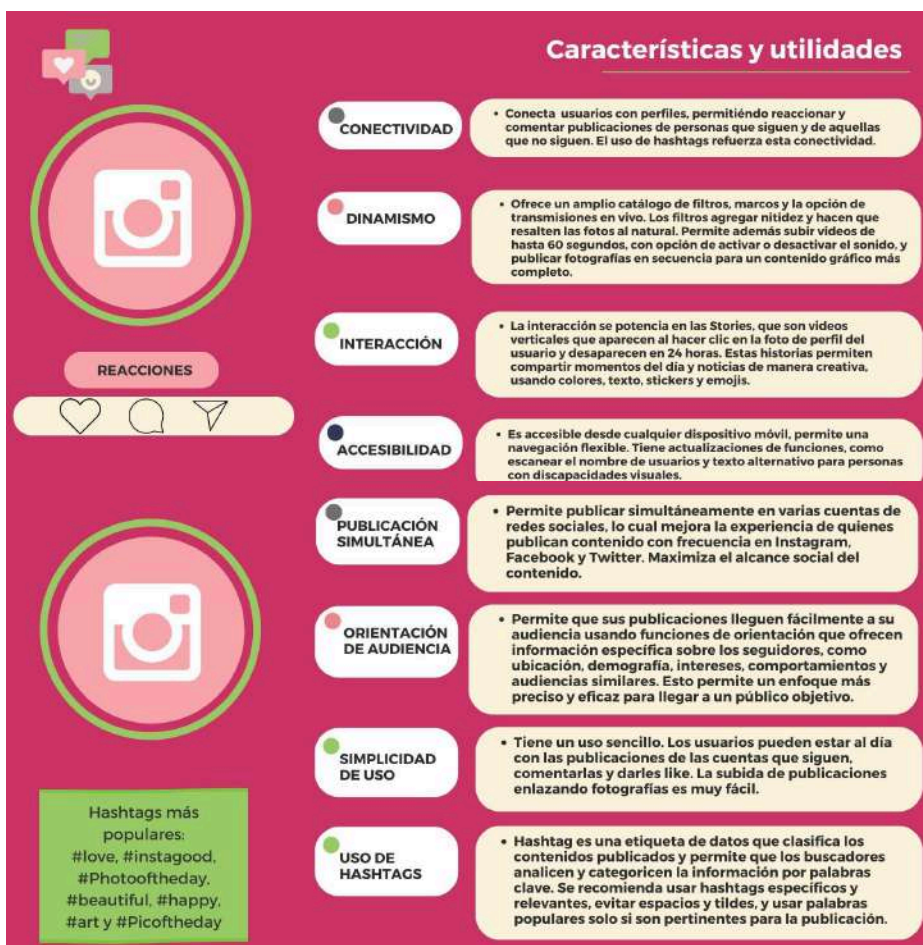 Características y utilidades
CONECTIVIDAD
• Conecta usuarios con perfiles, permitiéndo reaccionar y
comentar publicaciones de personas que siguen y de aquellas
que no siguen. El uso de hashtags refuerza esta conectividad.
DINAMISMO
• Ofrece un amplio catálogo de filtros, marcos y la opción de
transmisiones en vivo. Los filtros agregar nitidez y hacen que
resalten las fotos al natural. Permite además subir videos de
hasta 60 segundos, con opción de activar o desactivar el sonido, y
publicar fotografías en secuencia para un contenido gráfico más
completo.
INTERACCIÓN
• La interacción se potencia en las Stories, que son videos
verticales que aparecen al hacer clic en la foto de perfil del
usuario y desaparecen en 24 horas. Estas historias permiten
compartir momentos del día y noticias de manera creativa,
usando colores, texto, stickers y emojis.
REACCIONES
ACCESIBILIDAD
• Es accesible desde cualquier dispositivo móvil, permite una
navegación flexible. Tiene actualizaciones de funciones, como
escanear el nombre de usuarios y texto alternativo para personas
con discapacidades visuales.
PUBLICACIÓN
SIMULTÁNEA
• Permite publicar simultáneamente en varias cuentas de
redes sociales, lo cual mejora la experiencia de quienes
publican contenido con frecuencia en Instagram,
Facebook y Twitter. Maximiza el alcance social del
contenido.
ORIENTACIÓN
DE AUDIENCIA
• Permite que sus publicaciones lleguen fácilmente a su
audiencia usando funciones de orientación que ofrecen
información específica sobre los seguidores, como
ubicación, demografía, intereses, comportamientos y
audiencias similares. Esto permite un enfoque más
preciso y eficaz para llegar a un público objetivo.
SIMPLICIDAD
DE USO
• Tiene un uso sencillo. Los usuarios pueden estar al día
con las publicaciones de las cuentas que siguen,
comentarlas y darles like. La subida de publicaciones
enlazando fotografías es muy fácil.
Hashtags más
populares:
#love, #instagood,
#Photooftheday,
#beautiful, #happy,
#art y #Picoftheday
USO DE
HASHTAGS
• Hashtag es una etiqueta de datos que clasifica los
contenidos publicados y permite que los buscadores
analicen y categoricen la información por palabras
clave. Se recomienda usar hashtags específicos y
relevantes, evitar espacios y tildes, y usar palabras
populares solo si son pertinentes para la publicación.